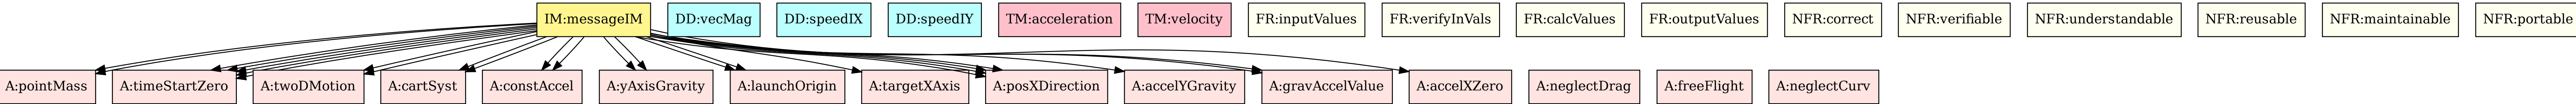 IM:messageIM
DD:vecMag
DD:speedIX
DD:speedIY
TM:acceleration
TM:velocity
FR:inputValues
FR:verifyInVals
FR:calcValues
FR:outputValues
NFR:correct
NFR:verifiable
NFR:understandable
NFR:reusable
NFR:maintainable
NFR:portable
A:pointMass
A:timeStartZero
A:twoDMotion
A:cartSyst
A:constAccel
A:yAxisGravity
A:launchOrigin
A:targetXAxis
A:posXDirection
A:accelYGravity
A:gravAccelValue
A:accelXZero
A:neglectDrag
A:freeFlight
A:neglectCurv